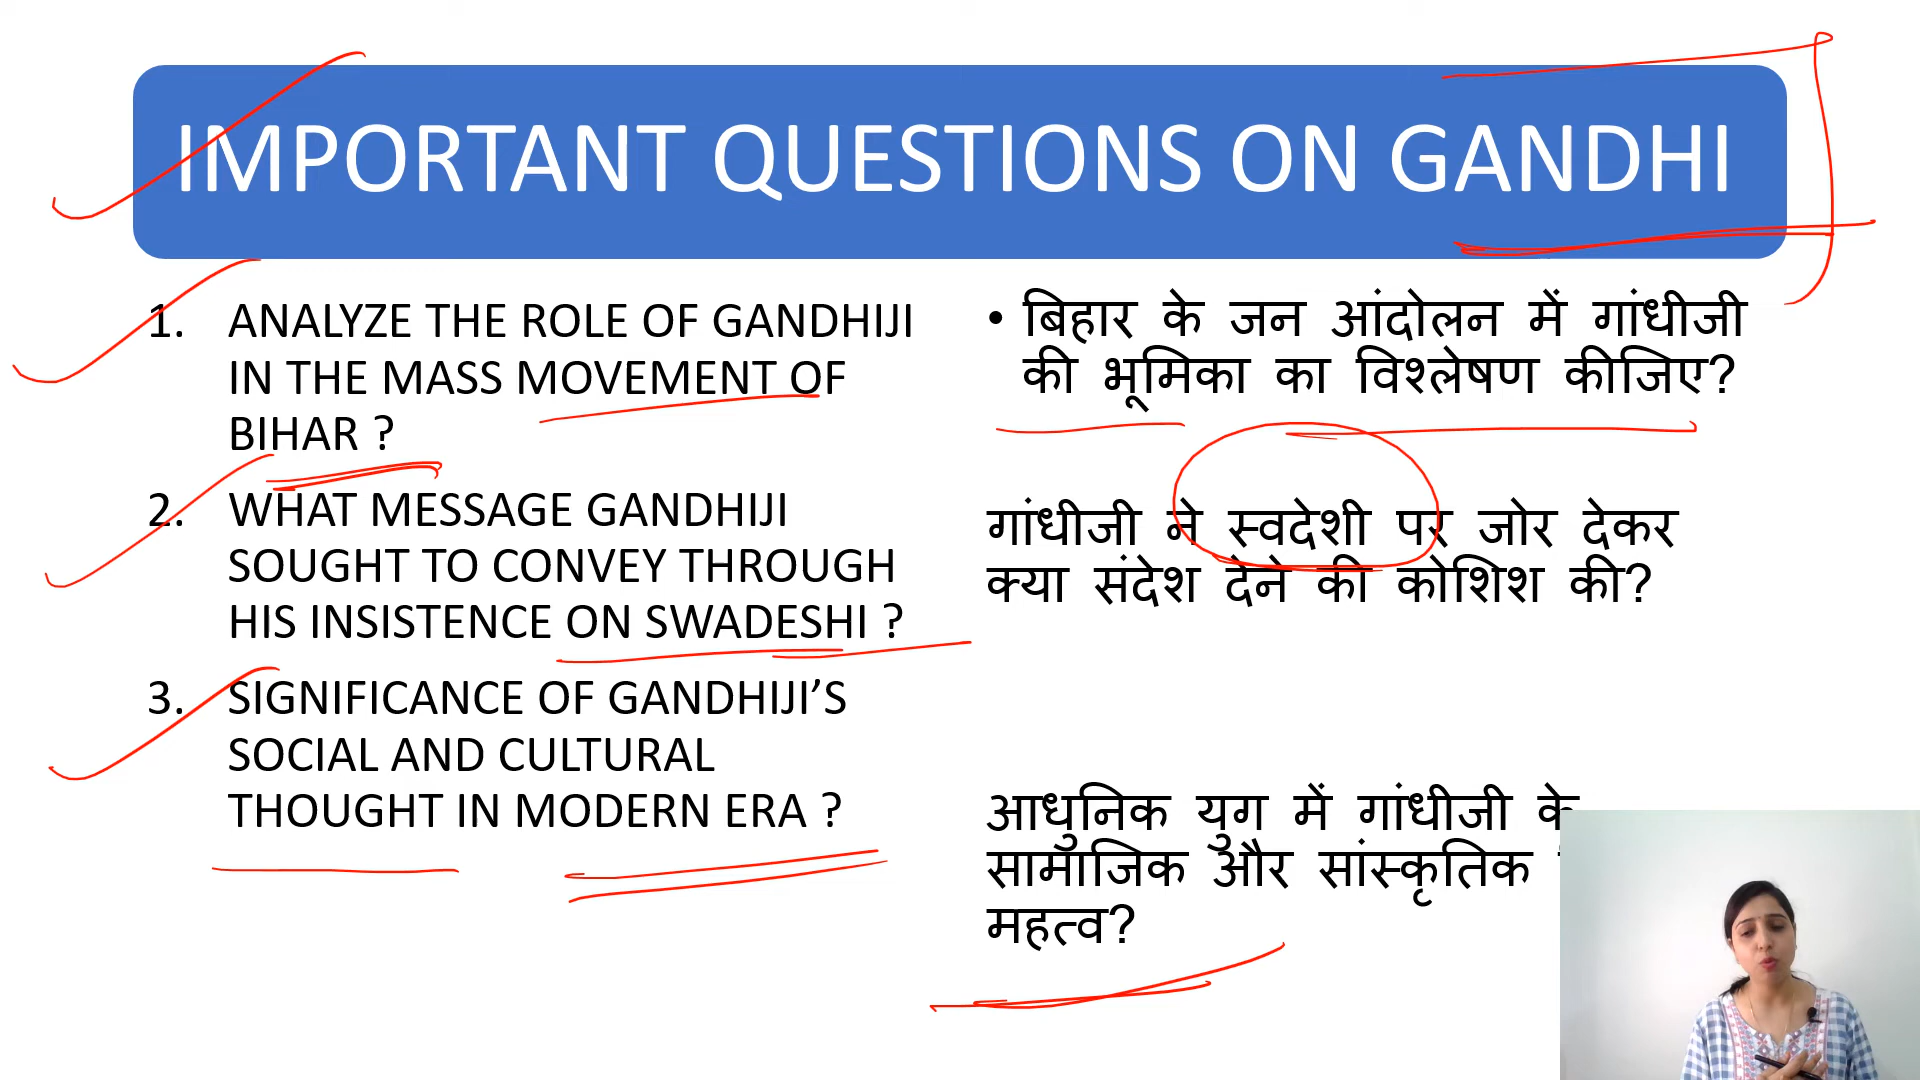 IMPORTANT QUESTIONS ON GANDHI
1. ANALYZE THE ROLE OF GANDHIJI
IN THE MASS MOVEMENT OF
BIHAR ?
2. WHAT MESSAGE GANDHIJI
SOUGHT TO CONVEY THROUGH
HIS INSISTENCE ON SWADESHI ?
3. SIGNIFICANCE OF GANDHIJI’S
SOCIAL AND CULTURAL
THOUGHT IN MODERN ERA ?
• बिहार के जन आंदोलन में गांधीजी
की भूमिका का विश्लेषण कीजिए?
गांधीजी ने स्वदेशी पर जोर देकर
क्या संदेश देने की कोशिश की?
आधुनिक युग में गांधीजी के
सामाजिक और सांस्कृतिक
महत्व?